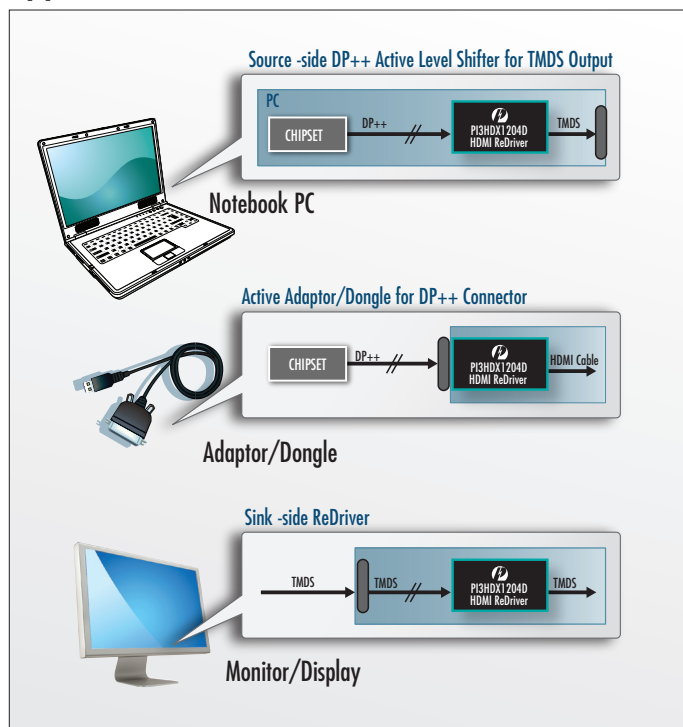 Source -side DP++ Active Level Shifter for TMDS Output
PC
CHIPSET
DP++
PI3HDX1204D
HDMI ReDriver
TMDS
Notebook PC
Active Adaptor/Dongle for DP++ Connector
CHIPSET
DP++
PI3HDX1204D
HDMI ReDriver
HDMI Cable
Adaptor/Dongle
Sink -side ReDriver
TMDS
TMDS
PI3HDX1204D
HDMI ReDriver
TMDS
Monitor/Display